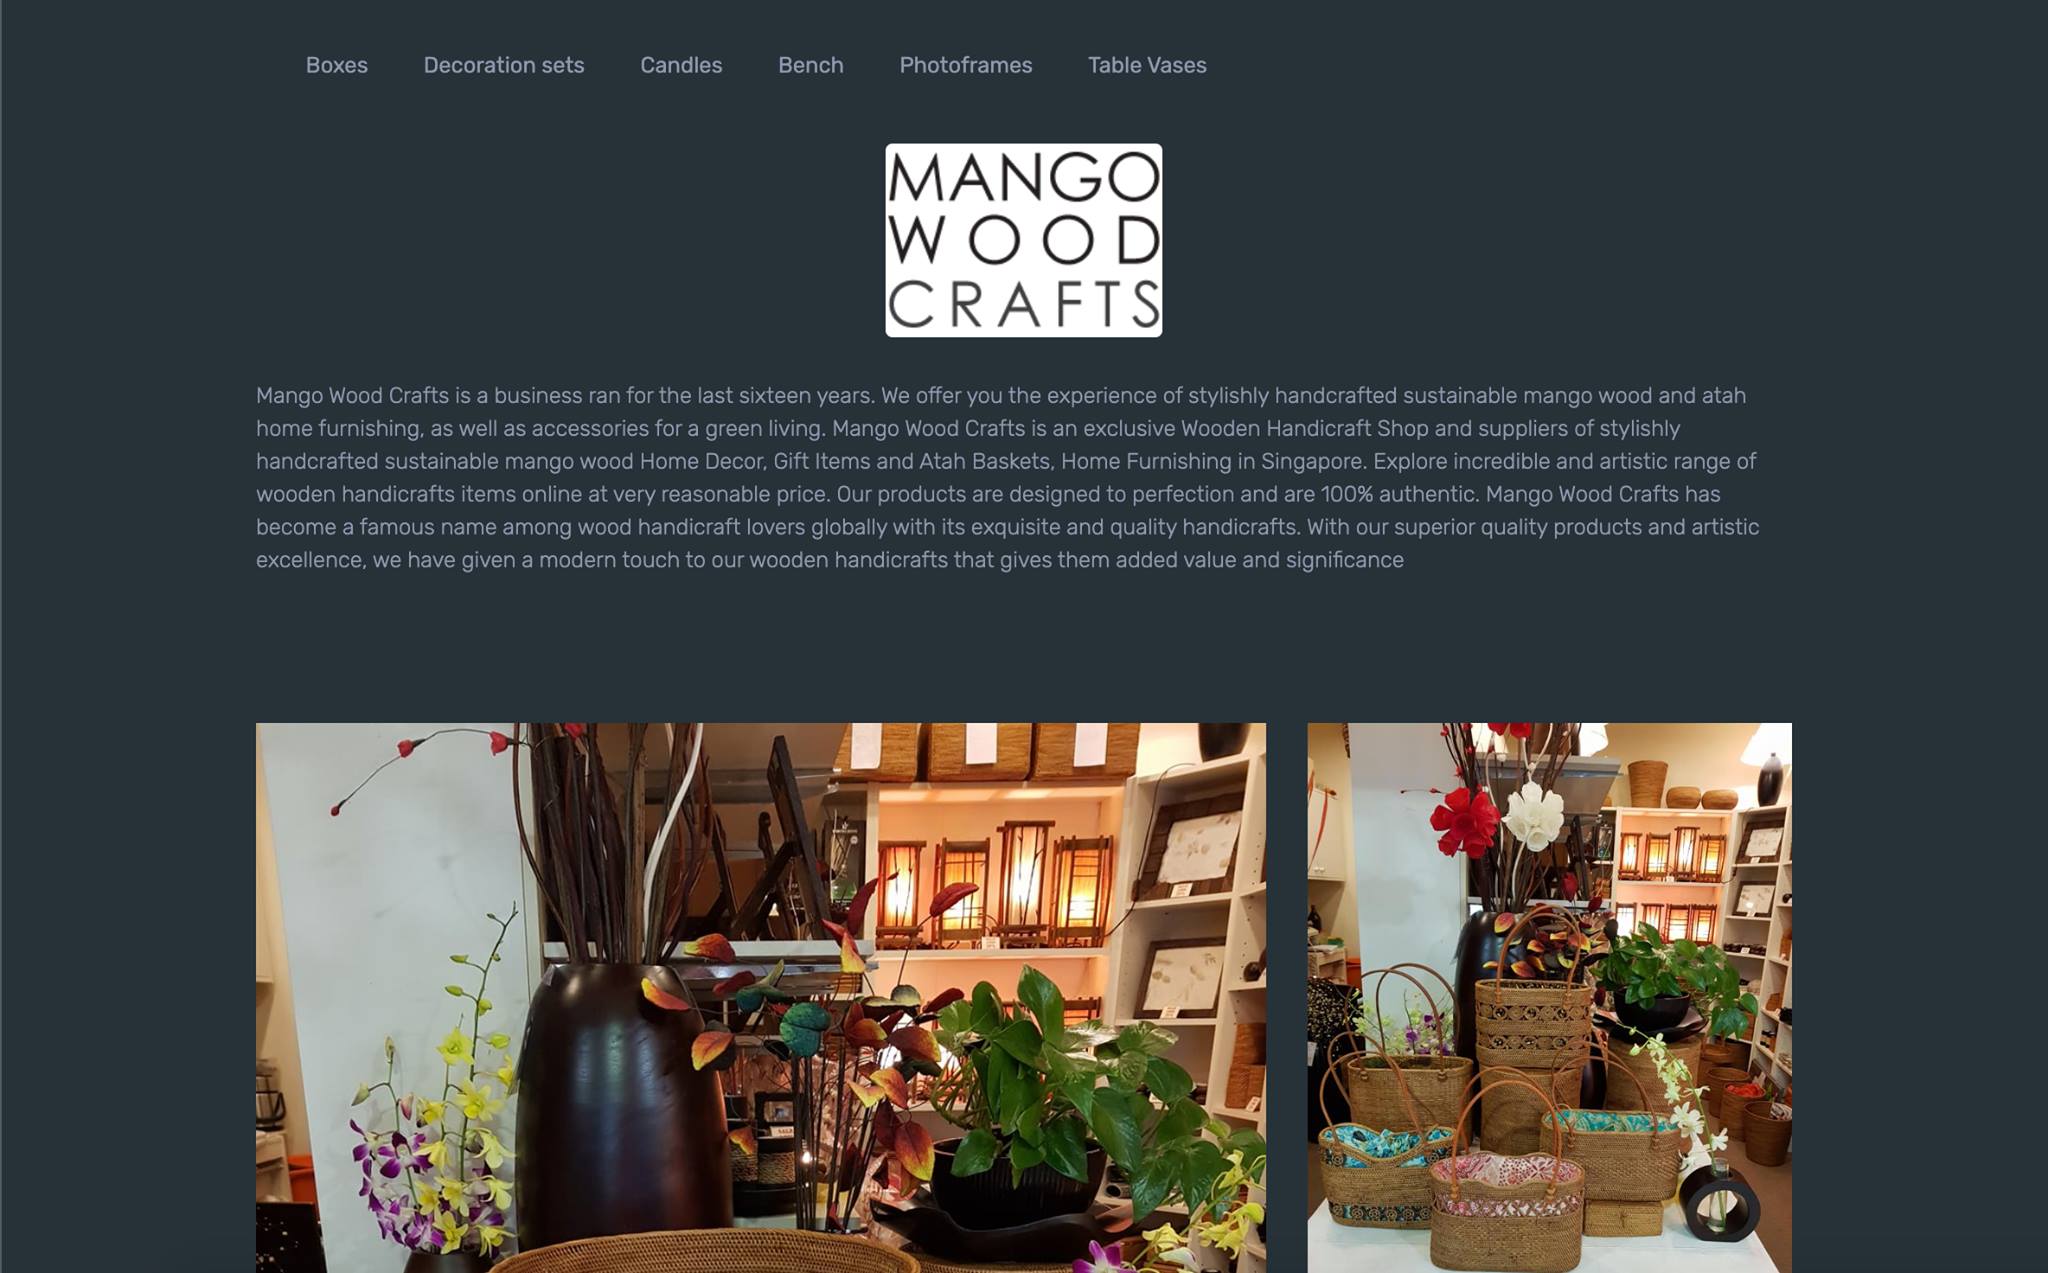 Boxes Decoration sets Candles Bench Photoframes Table Vases
MANGO
WOOD
CRAFTS
Mango Wood Crafts is a business ran for the last sixteen years. We offer you the experience of stylishly handcrafted sustainable mango wood and atah
home furnishing, as well as accessories for a green living. Mango Wood Crafts is an exclusive Wooden Handicraft Shop and suppliers of stylishly
handcrafted sustainable mango wood Home Decor, Gift Items and Atah Baskets, Home Furnishing in Singapore. Explore incredible and artistic range of
wooden handicrafts items online at very reasonable price. Our products are designed to perfection and are 100% authentic. Mango Wood Crafts has
become a famous name among wood handicraft lovers globally with its exquisite and quality handicrafts. With our superior quality products and artistic
excellence, we have given a modern touch to our wooden handicrafts that gives them added value and significance